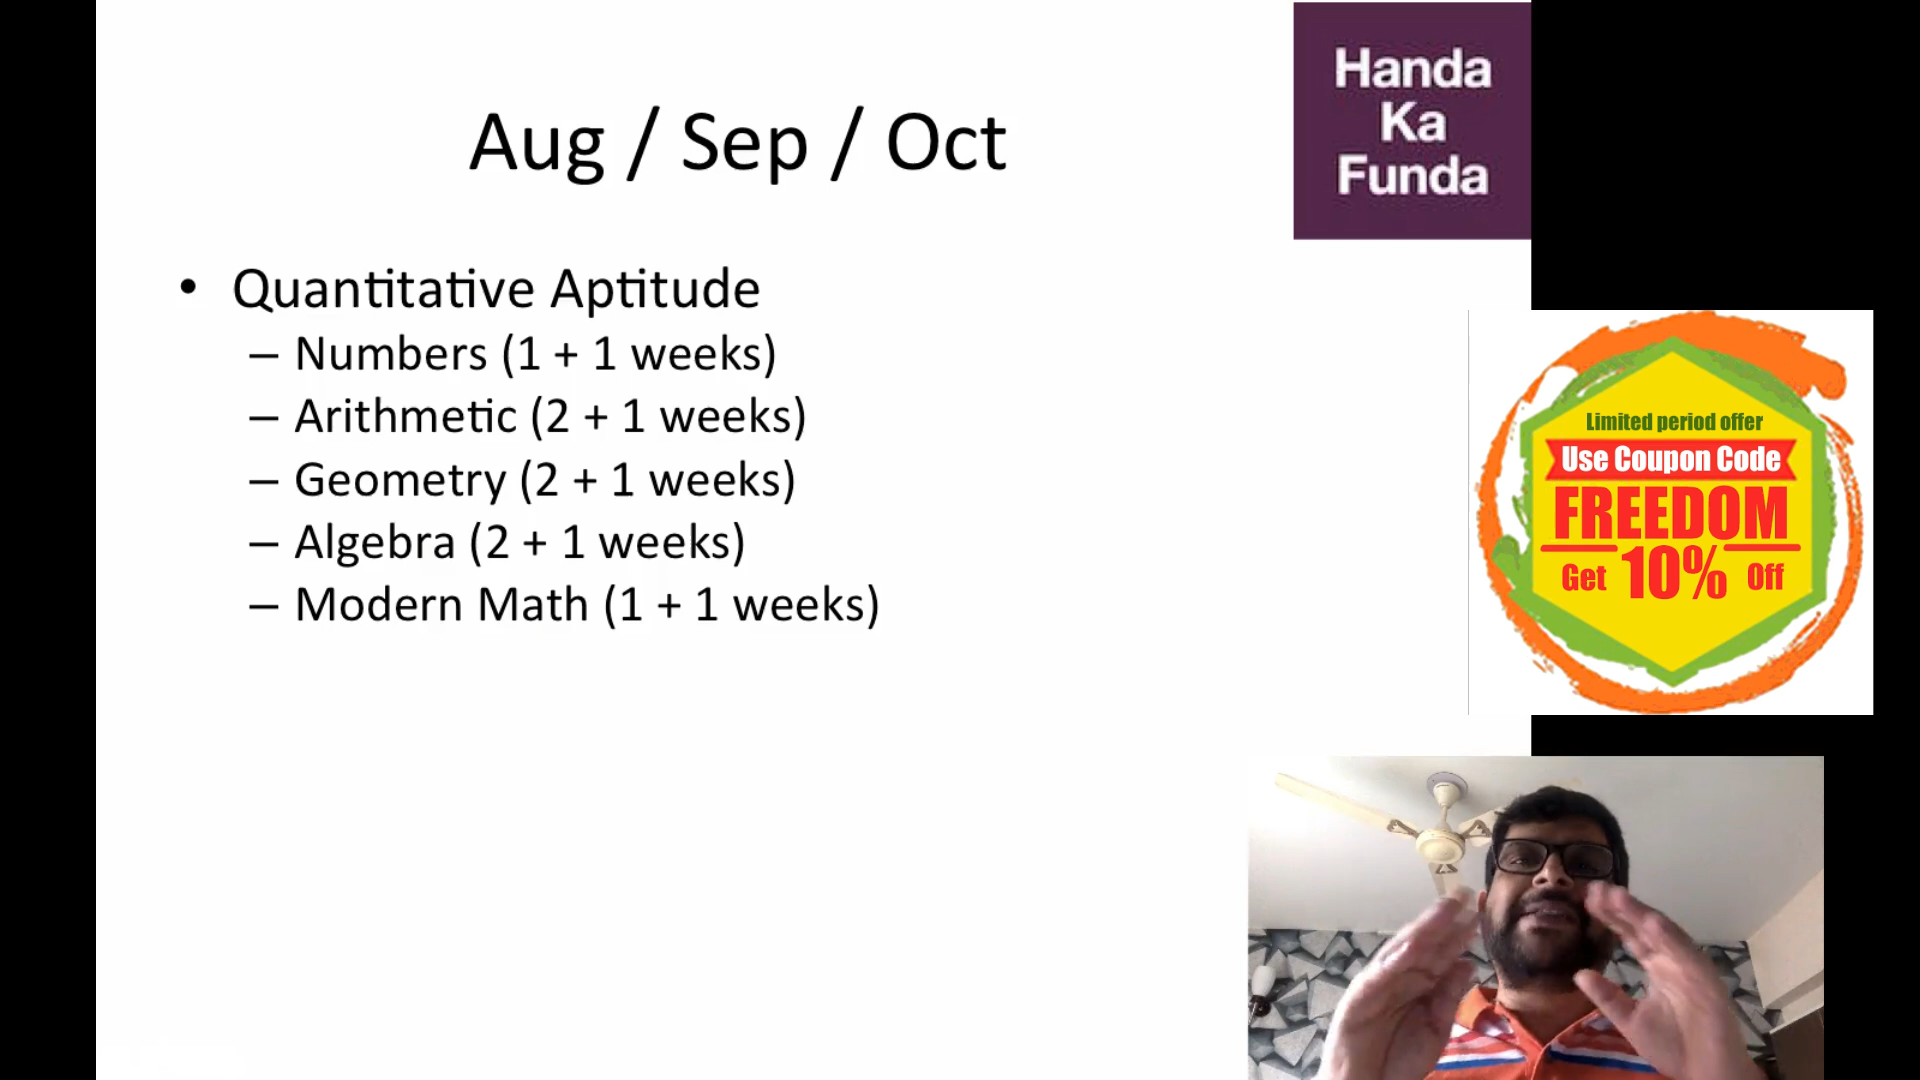 Aug / Sep / Oct
Handa
Ka
Funda
• Quantitative Aptitude
– Numbers (1 + 1 weeks)
– Arithmetic (2 + 1 weeks)
– Geometry (2 + 1 weeks)
– Algebra (2 + 1 weeks)
– Modern Math (1 + 1 weeks)
Limited period offer
Use Coupon Code
FREEDOM
Get 10% Off